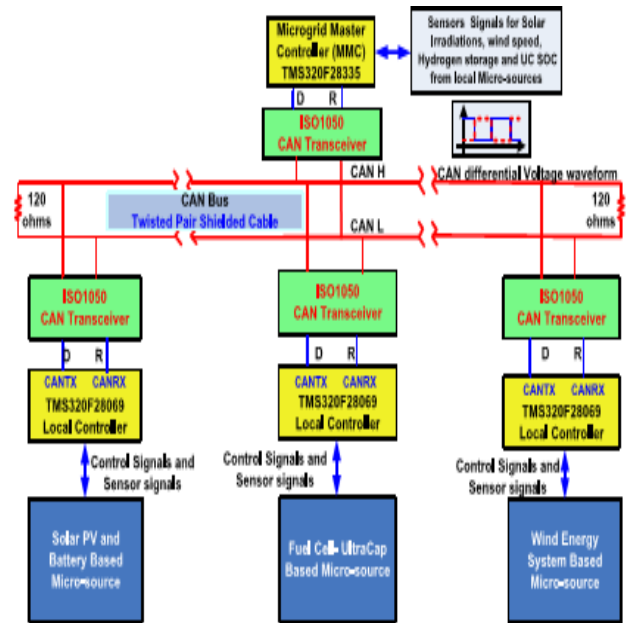 Microgrid Master
Controller (MMC)
TMS320F28335
Sensors Signals for Solar
Irradiations, wind speed,
Hydrogen storage and UC SOC
from local Micro-sources
D R
ISO1050
CAN Transceiver
CAN differential Voltage waveform
CAN H
120
ohms
CAN Bus
Twisted Pair Shielded Cable
CAN L
120
ohms
ISO1050
CAN Transceiver
D R
CANTX CANRX
TMS320F28069
Local Controller
Control Signals and
Sensor signals
Solar PV and
Battery Based
Micro-source
ISO1050
CAN Transceiver
D R
CANTX CANRX
TMS320F28069
Local Controller
Control Signals and
Sensor signals
Fuel Cell- UltraCap
Based Micro-source
ISO1050
CAN Transceiver
D R
CANTX CANRX
TMS320F28069
Local Controller
Control Signals and
Sensor signals
Wind Energy
System Based
Micro-source